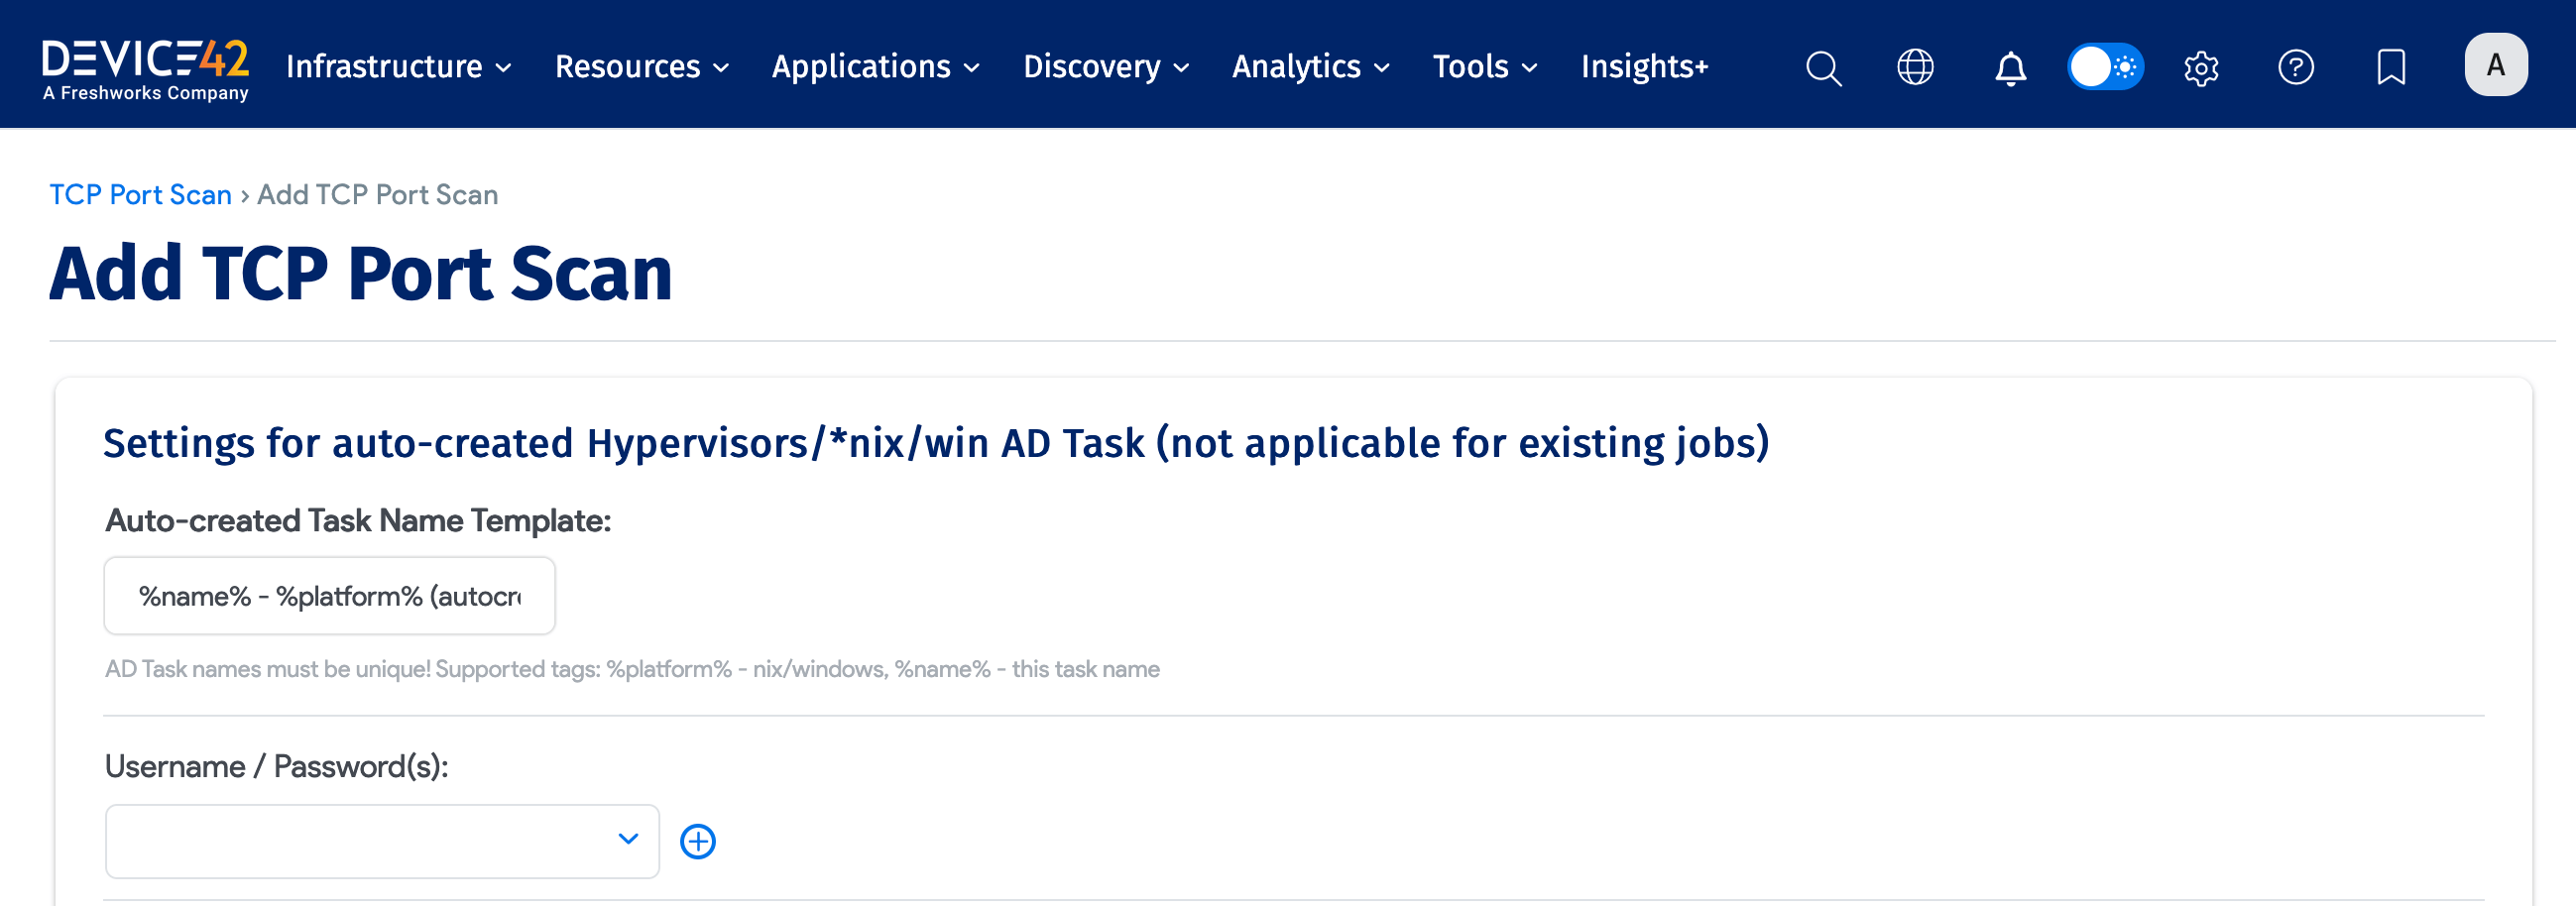 DEVICE42
A Freshworks Company
Infrastructure
Resources
Applications
Discovery
Analytics
Tools
Insights+
?
A
TCP Port Scan › Add TCP Port Scan
Add TCP Port Scan
Settings for auto-created Hypervisors/*nix/win AD Task (not applicable for existing jobs)
Auto-created Task Name Template:
%name% - %platform% (autocr
AD Task names must be unique! Supported tags: %platform% - nix/windows, %name% - this task name
Username / Password(s):